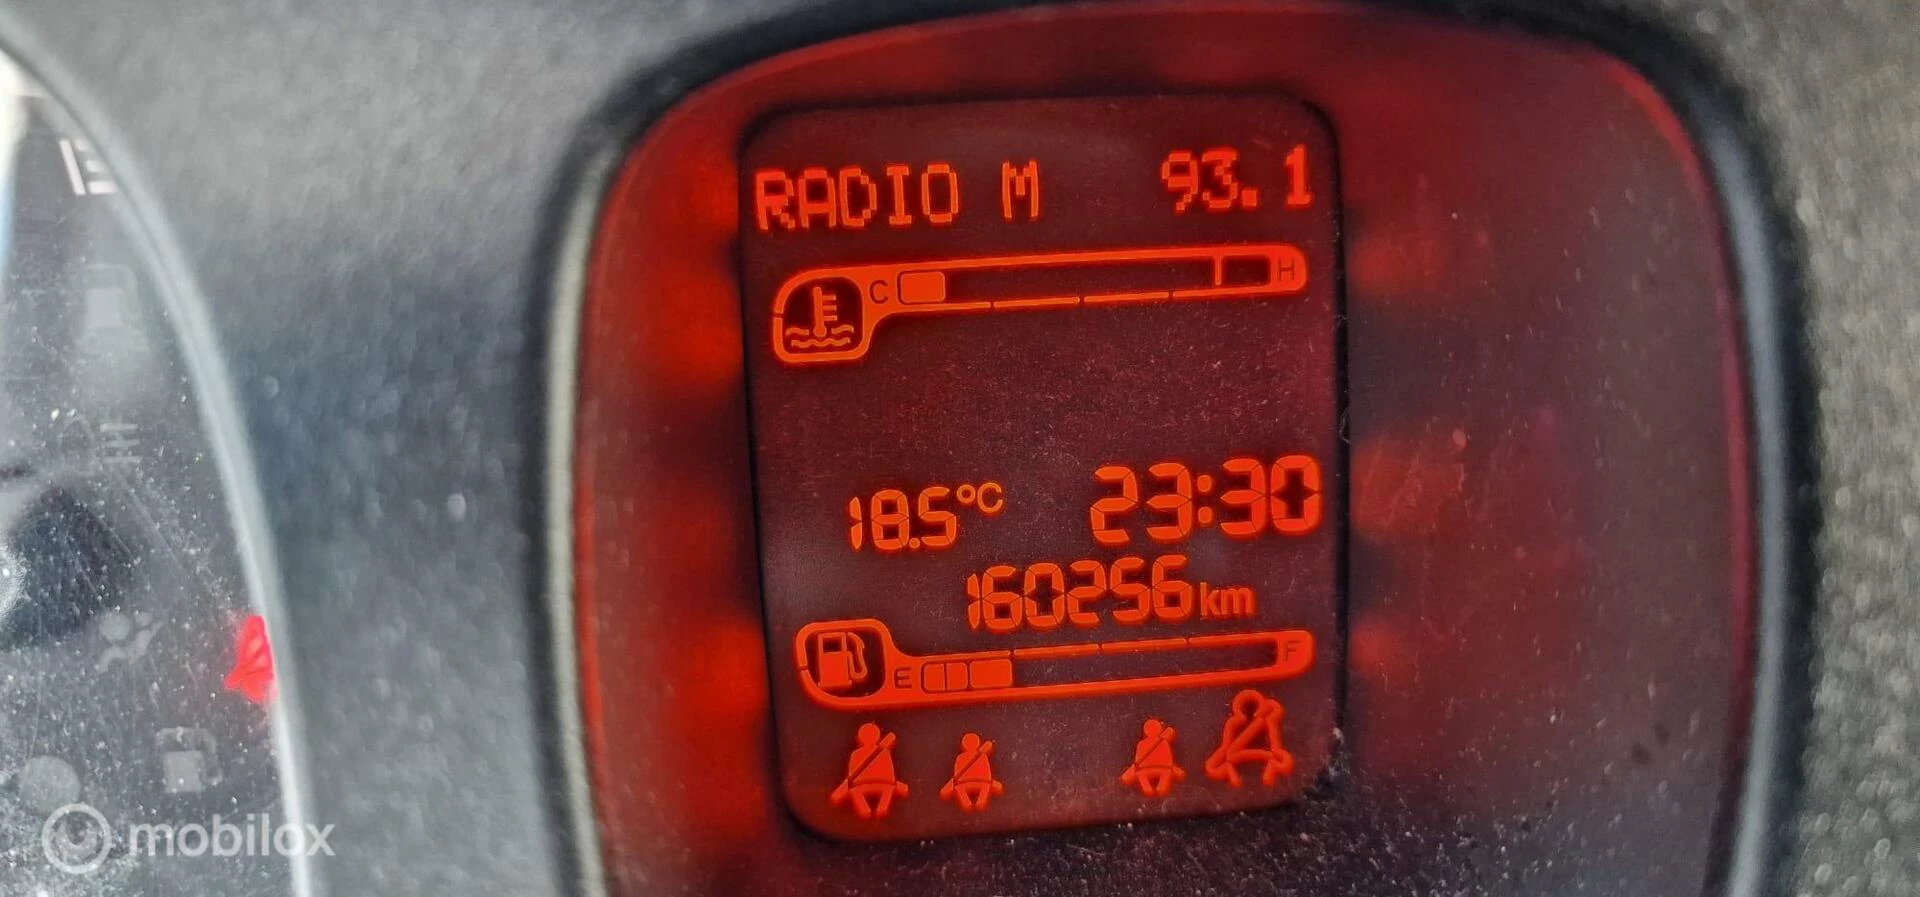 RADIO M 93.1
C H
18.5°C 23:30
160256km
E F
mobilox